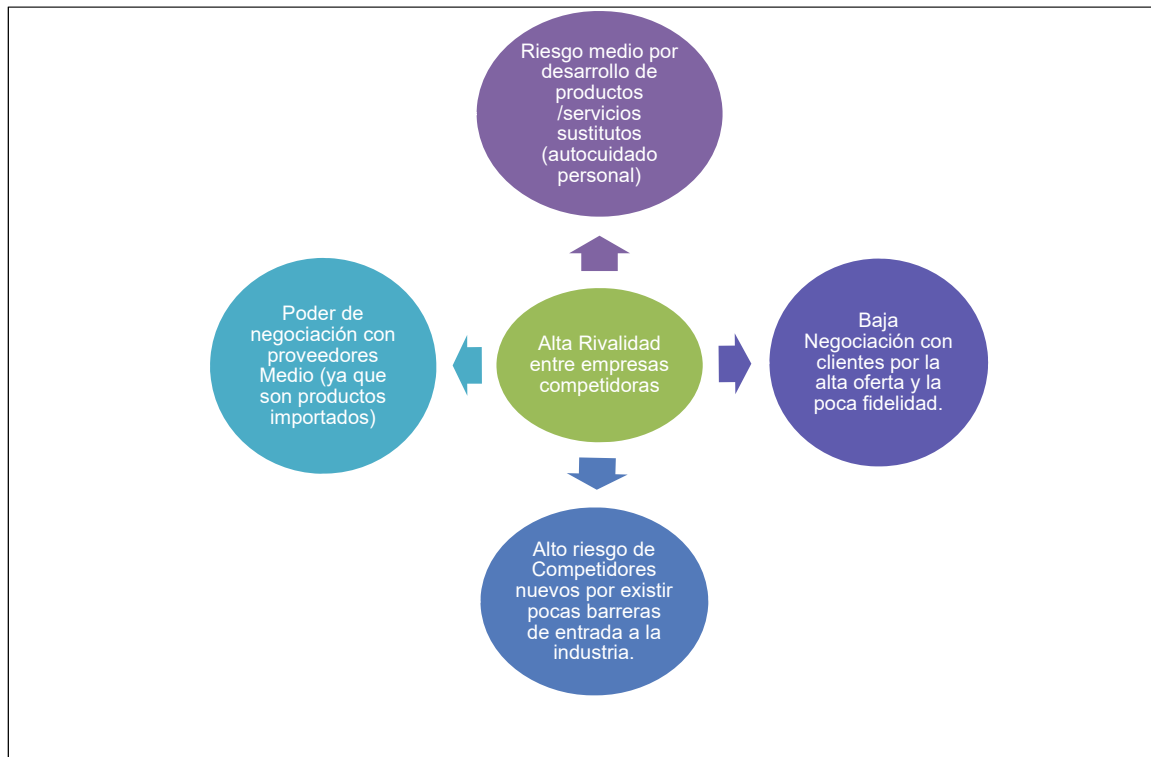 Riesgo medio por
desarrollo de
productos
/servicios
sustitutos
(autocuidado
personal)
Poder de
negociación con
proveedores
Medio (ya que
son productos
importados)
Alta Rivalidad
entre empresas
competidoras
Baja
Negociación con
clientes por la
alta oferta y la
poca fidelidad.
Alto riesgo de
Competidores
nuevos por existir
pocas barreras
de entrada a la
industria.